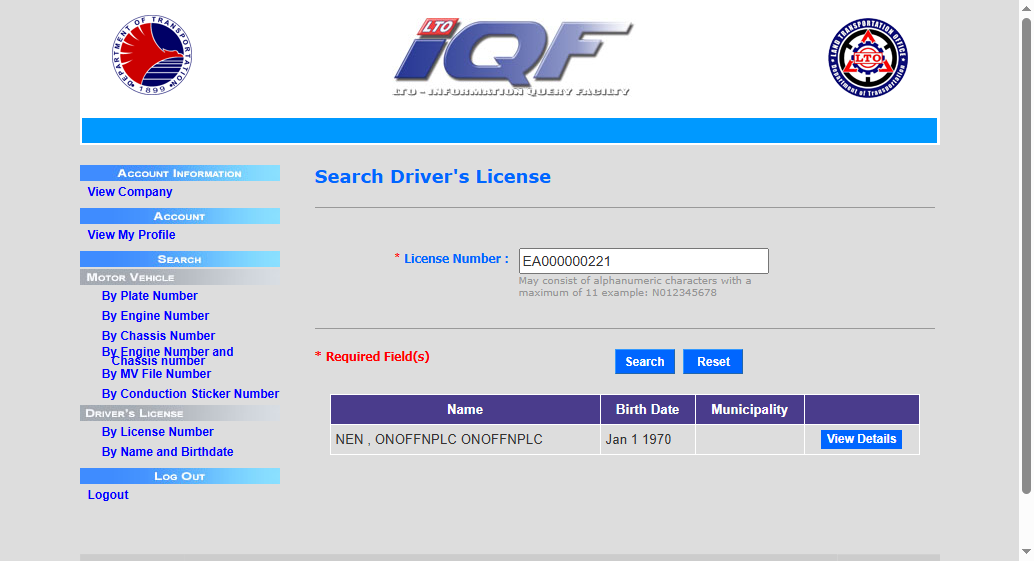 DEPARTMENT OF TRANSPORTATION
1899
LTO
iQF
LTO - INFORMATION QUERY FACILTY
LAND TRANSPORTATION OFFICE
LTO
Department of Transportation
Account Information
View Company
Account
View My Profile
Search
Motor Vehicle
By Plate Number
By Engine Number
By Chassis Number
By Engine Number and
Chassis number
By MV File Number
By Conduction Sticker Number
Driver's License
By License Number
By Name and Birthdate
Log Out
Logout
Search Driver's License
* License Number : EA000000221
May consist of alphanumeric characters with a
maximum of 11 example: N012345678
* Required Field(s) Search Reset
Name Birth Date Municipality
NEN , ONOFFNPLC ONOFFNPLC Jan 1 1970 View Details